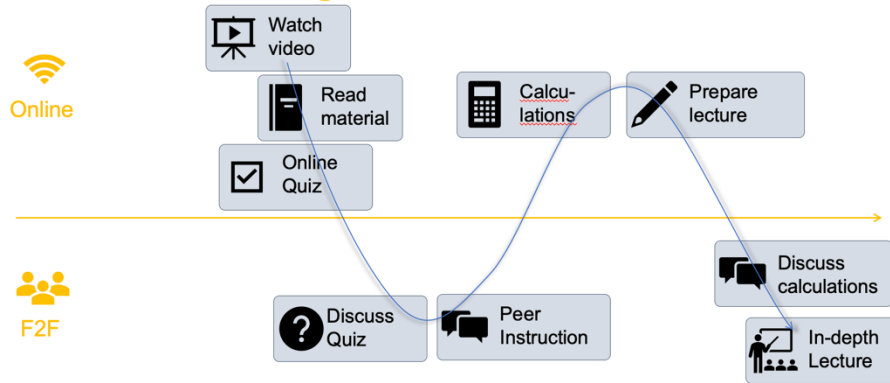 Watch
video
Online
Read
material
Calcu-
lations
Prepare
lecture
Online
Quiz
F2F
Discuss
Quiz
Peer
Instruction
Discuss
calculations
In-depth
Lecture